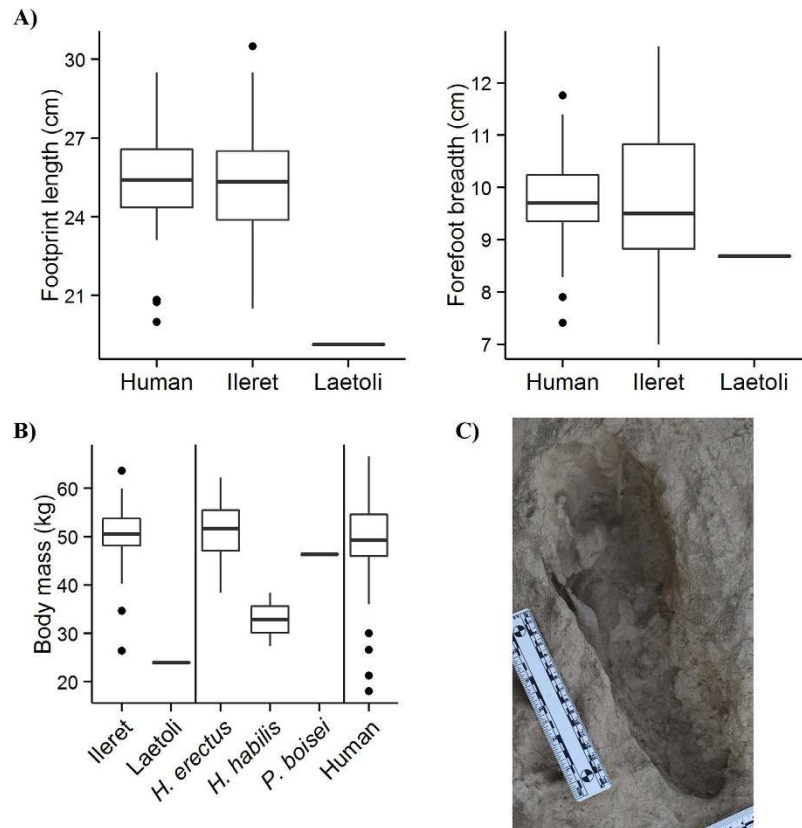 A)
Footprint length (cm)
30
27
24
21
Human Ileret Laetoli
Forefoot breadth (cm)
12
11
10
9
8
7
Human Ileret Laetoli
B)
Body mass (kg)
60
50
40
30
20
Ileret Laetoli H. erectus H. habilis P. boisei Human
C)